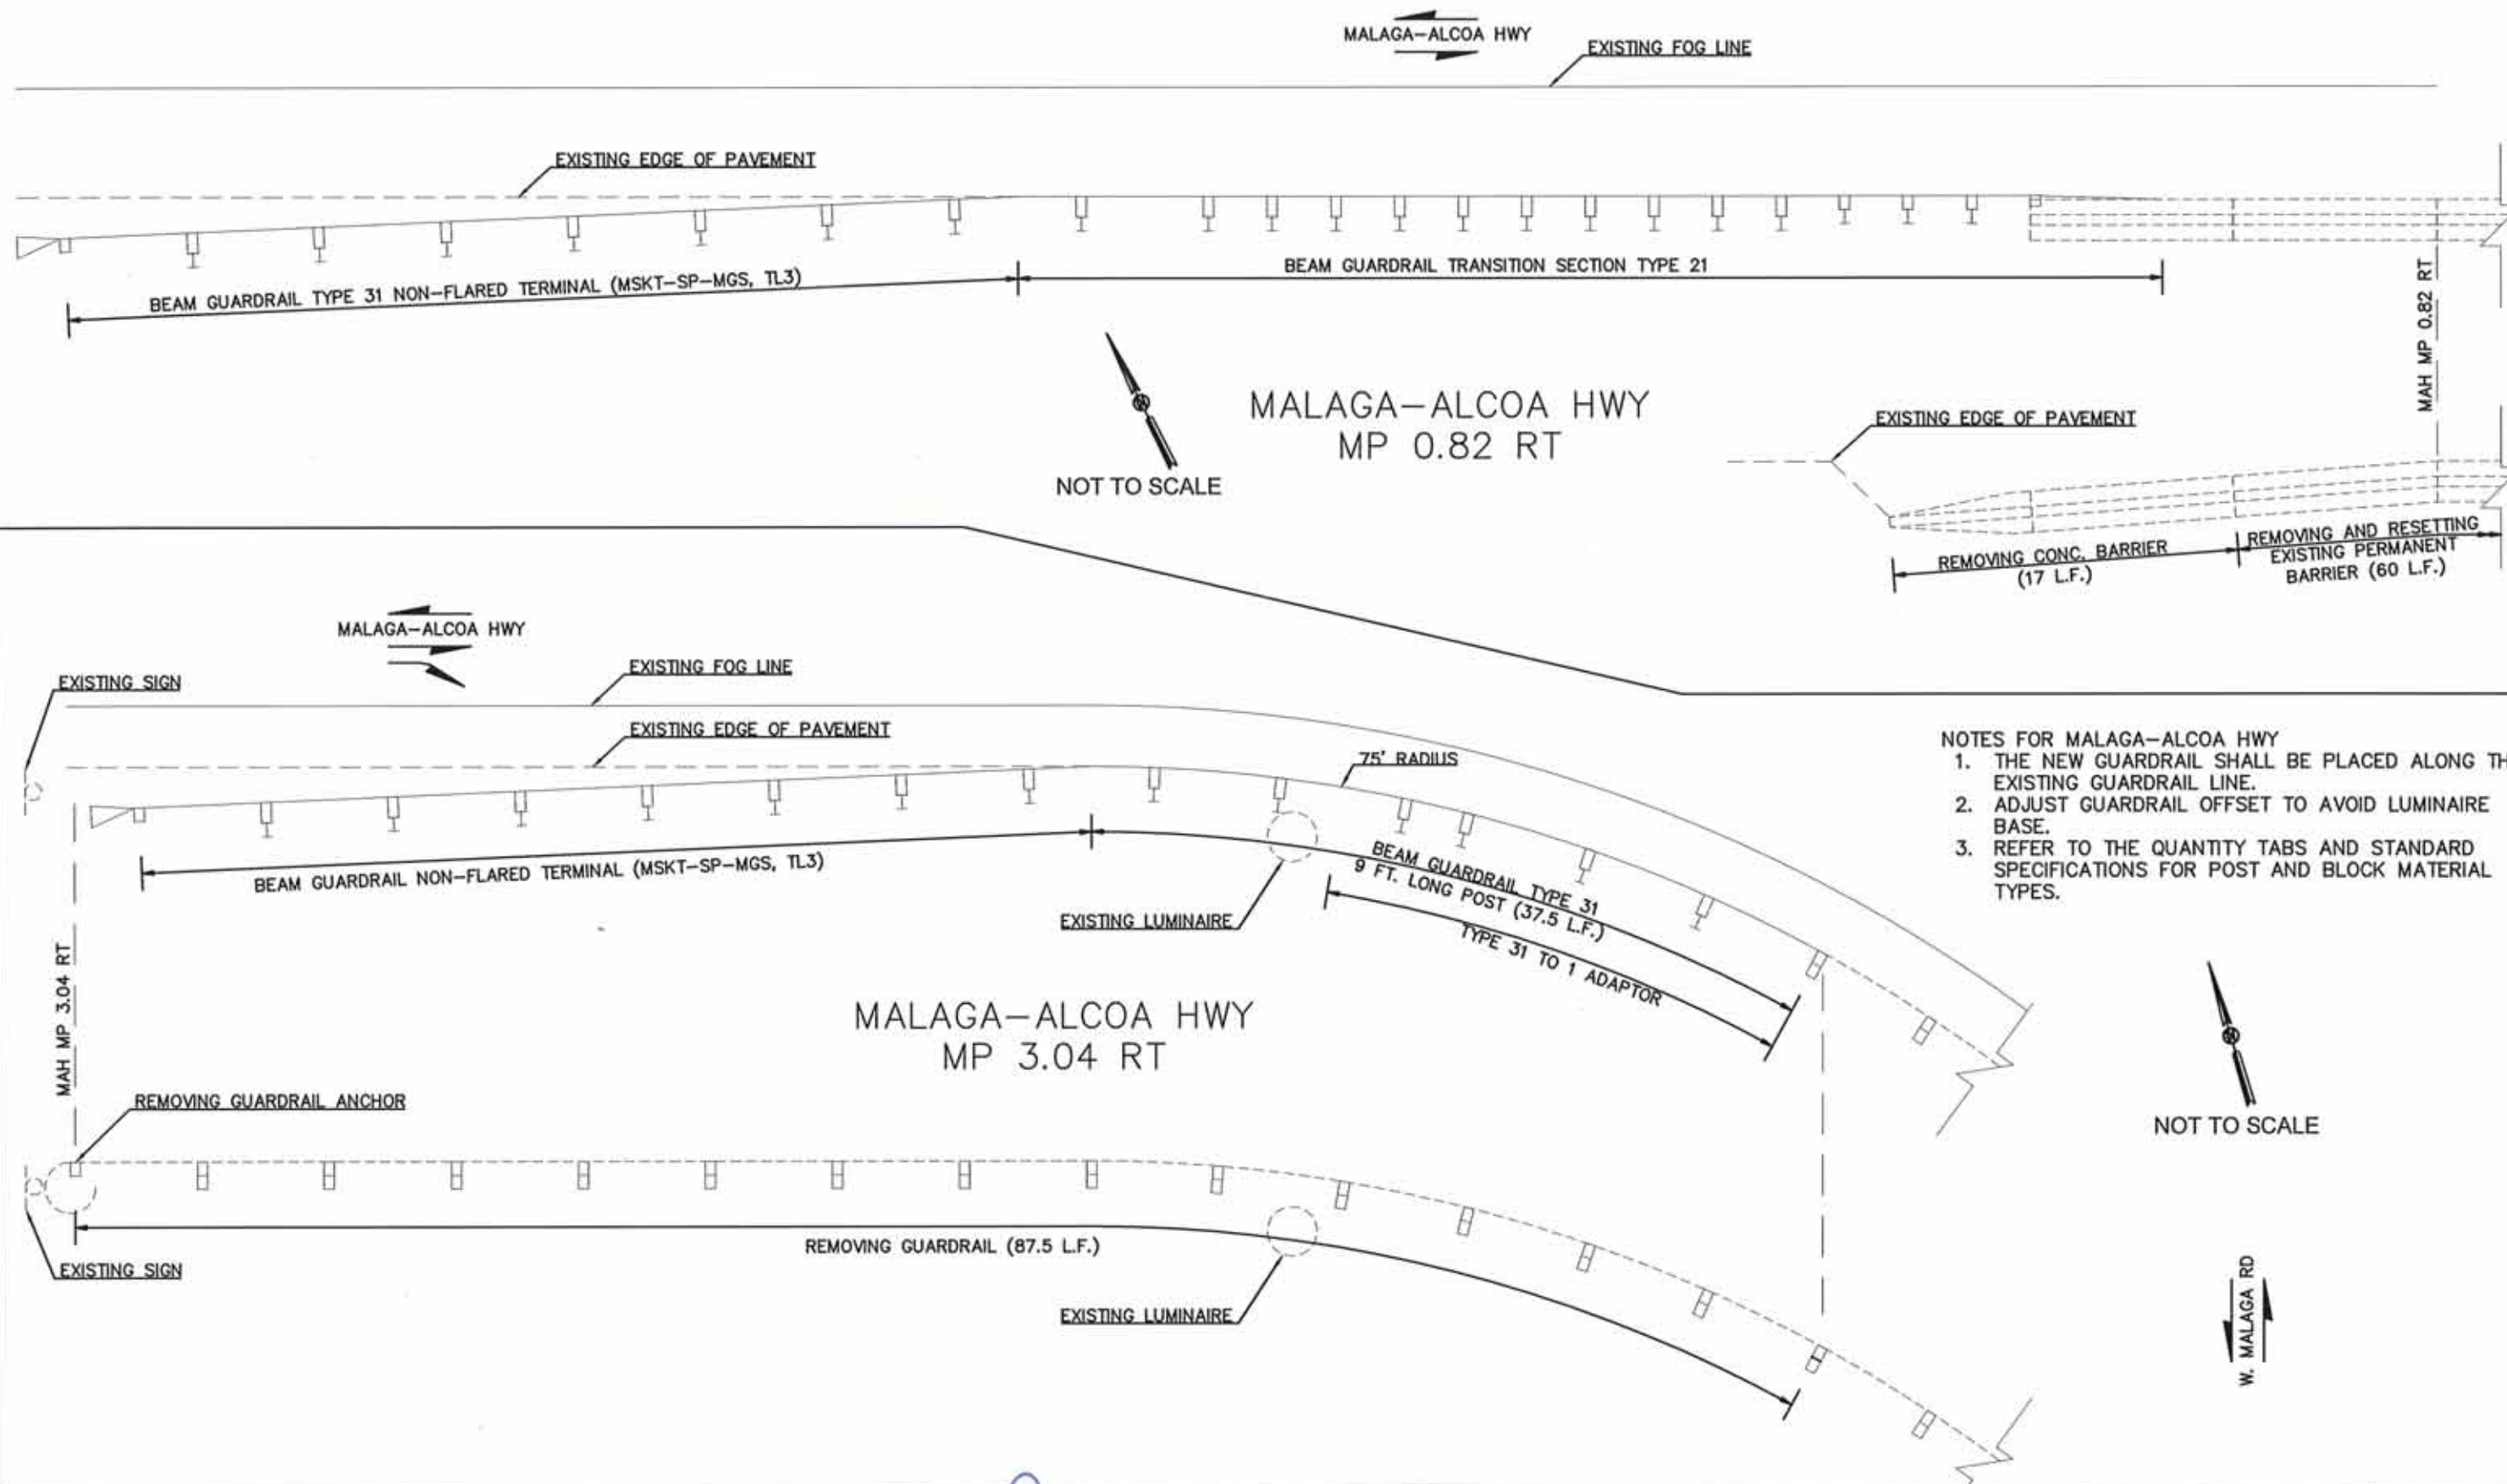 MALAGA-ALCOA HWY
EXISTING FOG LINE
EXISTING EDGE OF PAVEMENT
BEAM GUARDRAIL TYPE 31 NON-FLARED TERMINAL (MSKT-SP-MGS, TL3)
BEAM GUARDRAIL TRANSITION SECTION TYPE 21
MAH MP 0.82 RT
MALAGA-ALCOA HWY
MP 0.82 RT
NOT TO SCALE
EXISTING EDGE OF PAVEMENT
REMOVING CONC. BARRIER
(17 L.F.)
REMOVING AND RESETTING
EXISTING PERMANENT
BARRIER (60 L.F.)
MALAGA-ALCOA HWY
EXISTING SIGN
EXISTING FOG LINE
EXISTING EDGE OF PAVEMENT
75' RADIUS
BEAM GUARDRAIL NON-FLARED TERMINAL (MSKT-SP-MGS, TL3)
BEAM GUARDRAIL TYPE 31
9 FT. LONG POST (37.5 L.F.)
TYPE 31 TO 1 ADAPTOR
EXISTING LUMINAIRE
NOTES FOR MALAGA-ALCOA HWY
1. THE NEW GUARDRAIL SHALL BE PLACED ALONG TH
EXISTING GUARDRAIL LINE.
2. ADJUST GUARDRAIL OFFSET TO AVOID LUMINAIRE
BASE.
3. REFER TO THE QUANTITY TABS AND STANDARD
SPECIFICATIONS FOR POST AND BLOCK MATERIAL
TYPES.
MAH MP 3.04 RT
MALAGA-ALCOA HWY
MP 3.04 RT
NOT TO SCALE
REMOVING GUARDRAIL ANCHOR
REMOVING GUARDRAIL (87.5 L.F.)
EXISTING SIGN
EXISTING LUMINAIRE
W. MALAGA RD